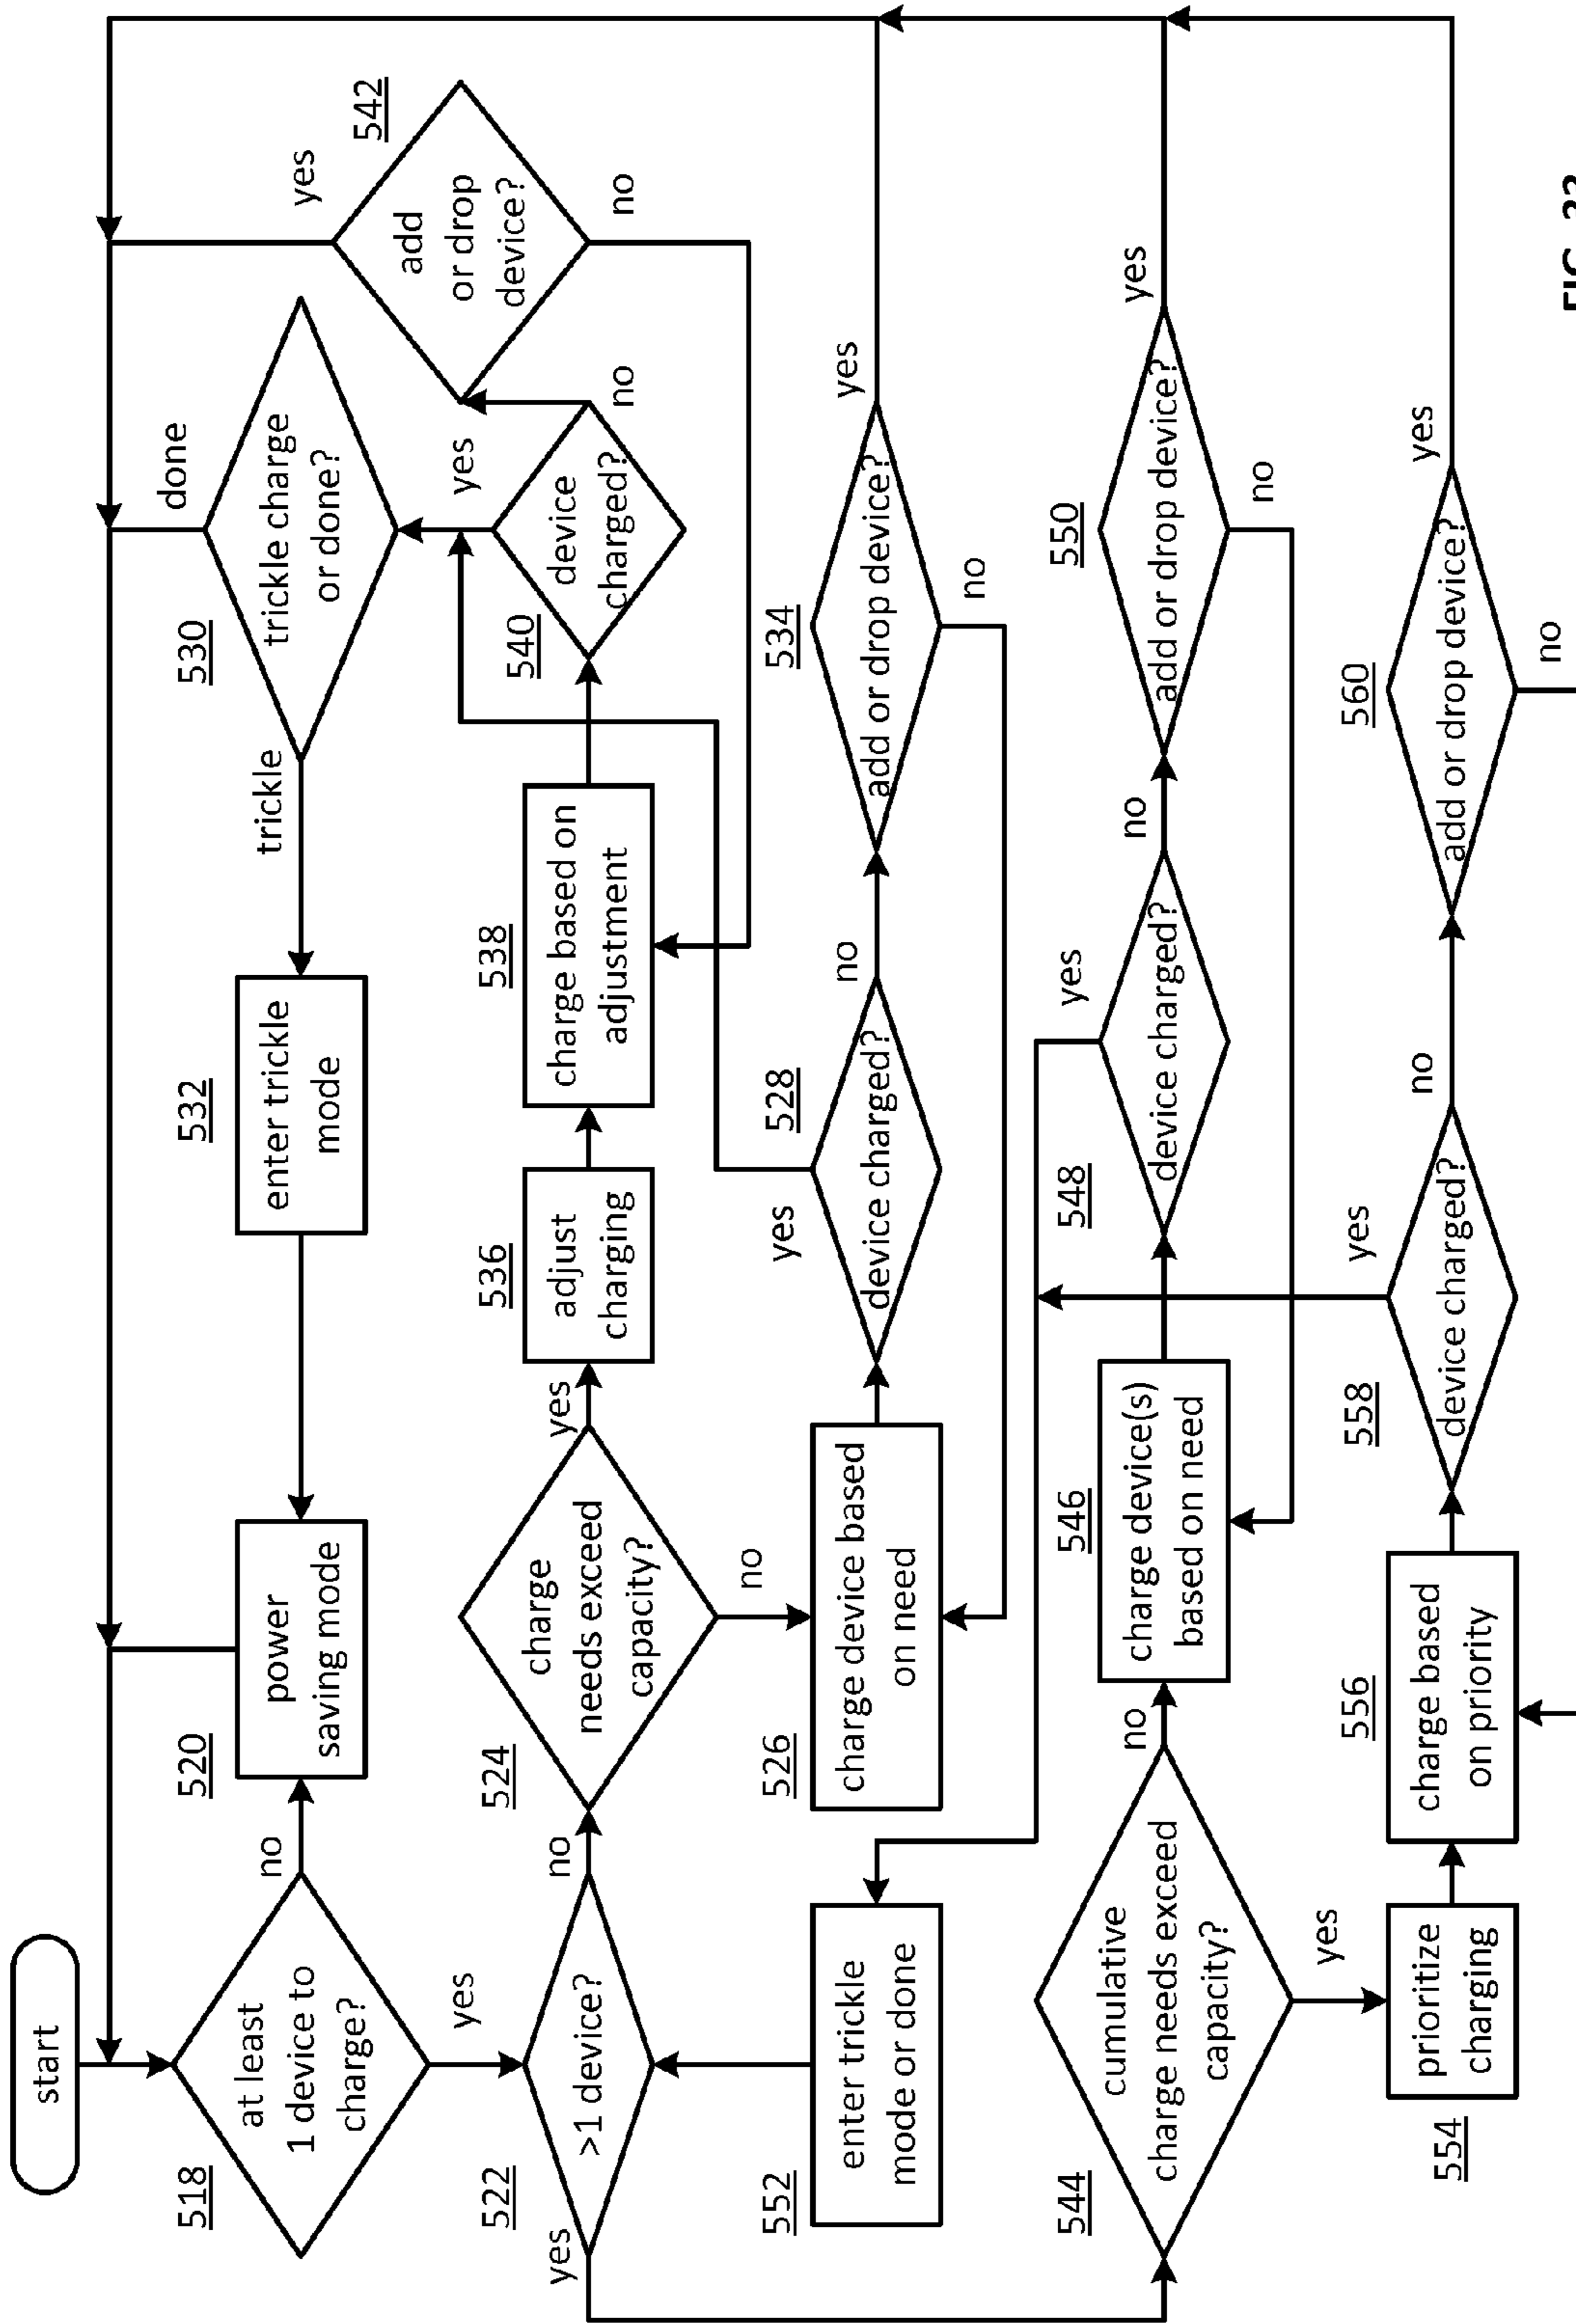 start
518
at least
1 device to
charge?
no
yes
520
power
saving mode
532
enter trickle
mode
trickle
530
trickle charge
or done?
done
522
>1 device?
no
yes
524
charge
needs exceed
capacity?
yes
no
536
adjust
charging
538
charge based on
adjustment
540
device
charged?
yes
no
542
add
or drop
device?
yes
no
552
enter trickle
mode or done
526
charge device based
on need
528
device charged?
yes
no
534
add or drop device?
yes
no
544
cumulative
charge needs exceed
capacity?
no
yes
546
charge device(s)
based on need
548
device charged?
yes
no
550
add or drop device?
yes
no
554
prioritize
charging
556
charge based
on priority
558
device charged?
yes
no
560
add or drop device?
yes
no